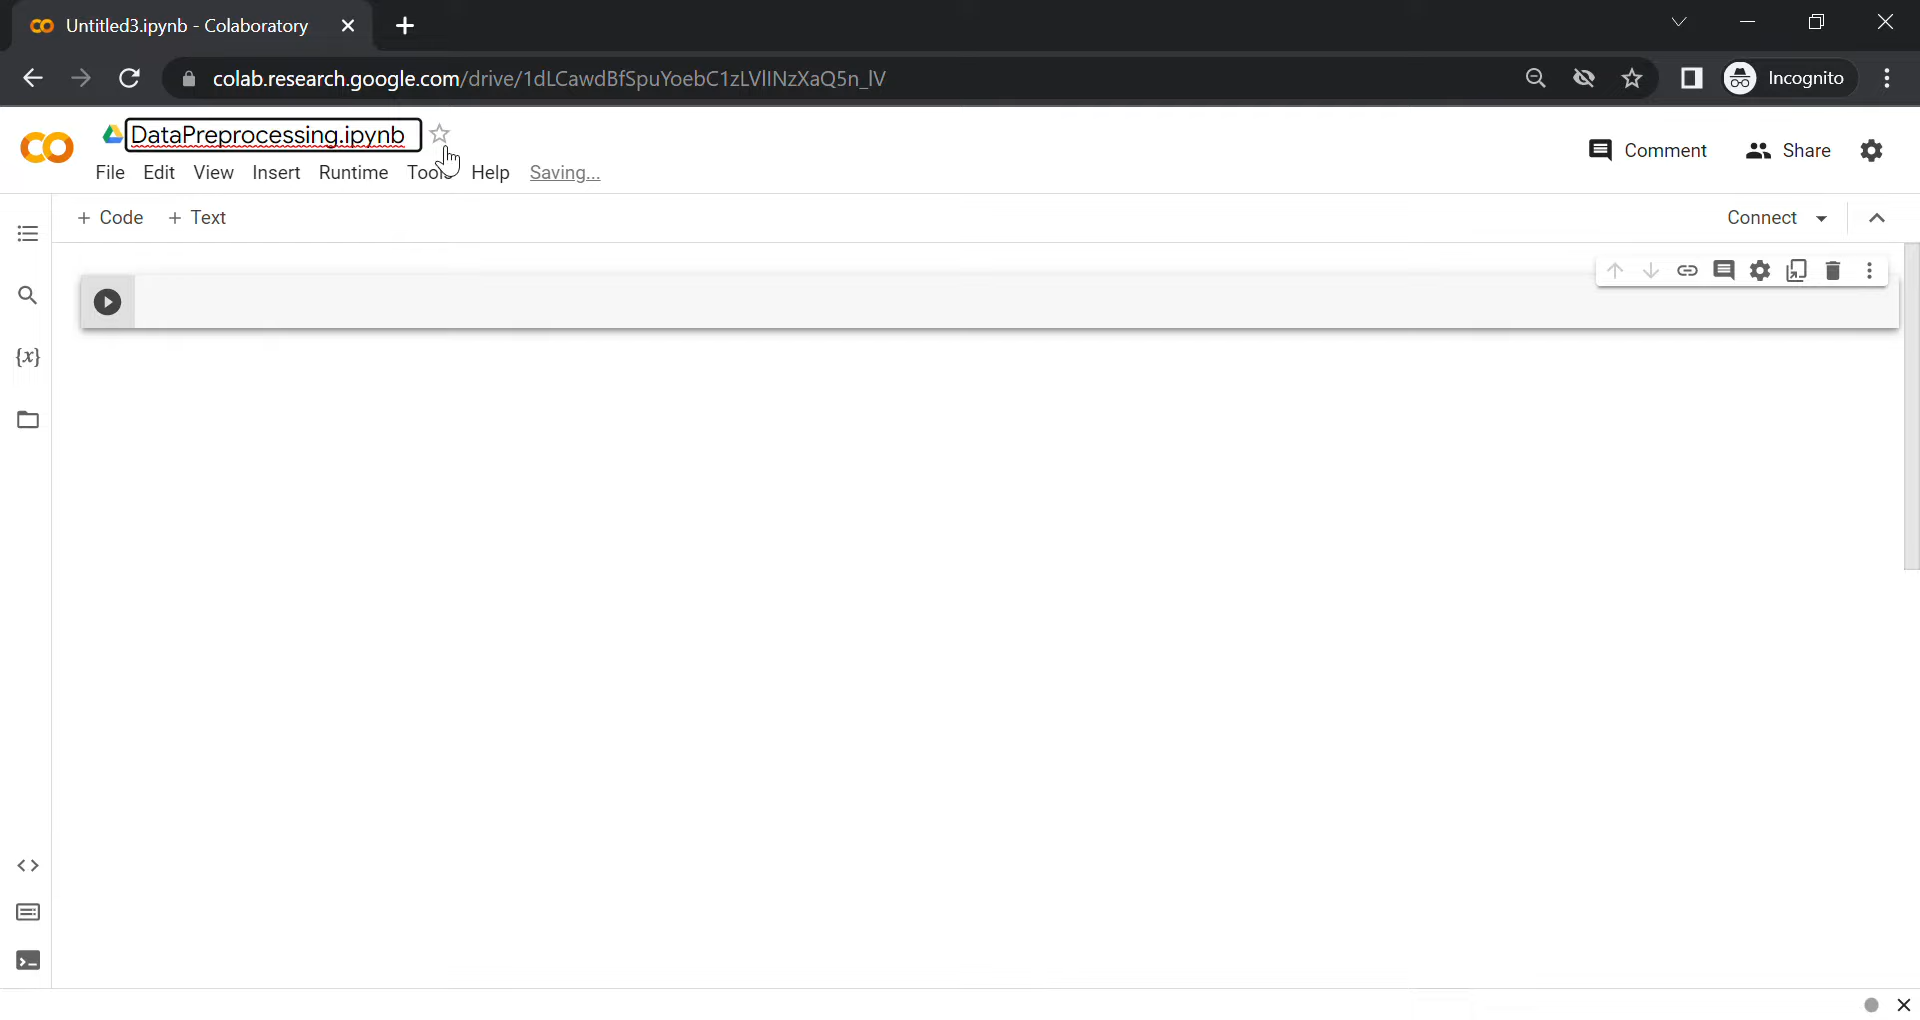 Untitled3.ipynb - Colaboratory
colab.research.google.com/drive/1dLCawdBfSpuYoebC1zLVlINzXaQ5n_lV
Incognito
DataPreprocessing.ipynb
File Edit View Insert Runtime Tools Help Saving...
Comment Share
+ Code + Text
Connect
{x}